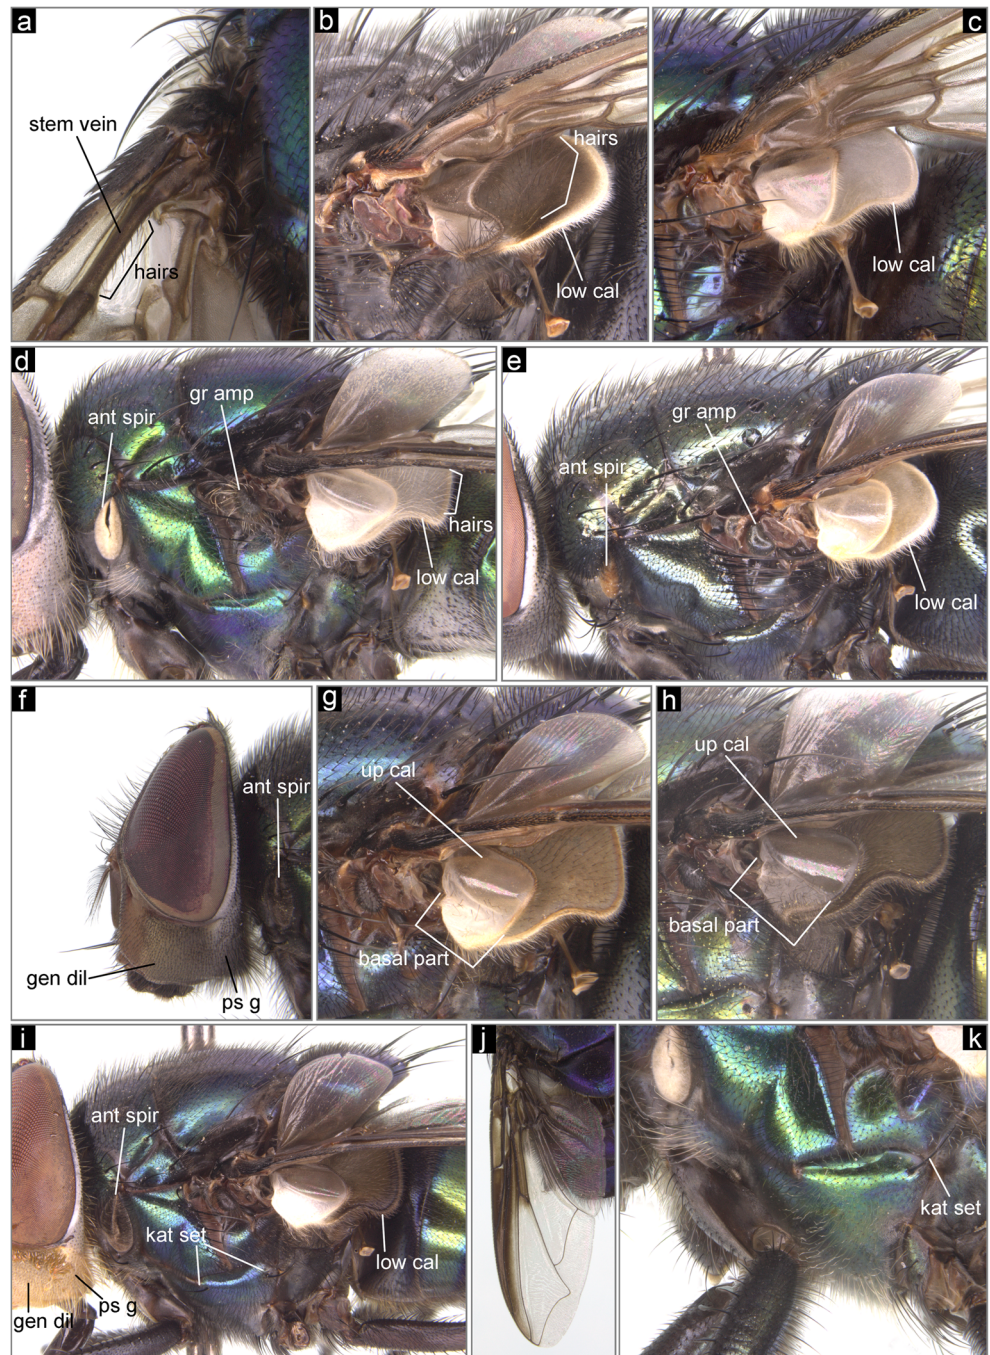 a
stem vein
hairs
b
hairs
low cal
c
low cal
d
ant spir
gr amp
hairs
low cal
e
gr amp
ant spir
low cal
f
ant spir
gen dil
ps g
g
up cal
basal part
h
up cal
basal part
i
ant spir
kat set
low cal
ps g
gen dil
j
k
kat set